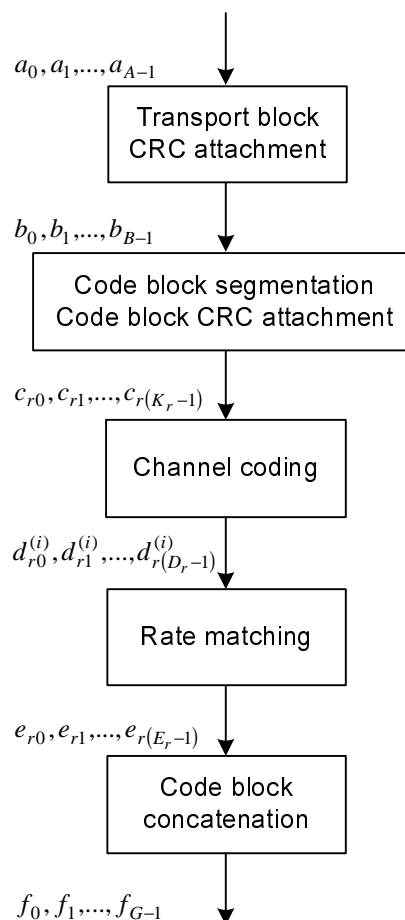 a_0, a_1,..., a_{A-1}
Transport block
CRC attachment
b_0, b_1,..., b_{B-1}
Code block segmentation
Code block CRC attachment
c_{r0}, c_{r1},..., c_{r(K_r-1)}
Channel coding
d_{r0}^{(i)}, d_{r1}^{(i)},..., d_{r(D_r-1)}^{(i)}
Rate matching
e_{r0}, e_{r1},..., e_{r(E_r-1)}
Code block
concatenation
f_0, f_1,..., f_{G-1}